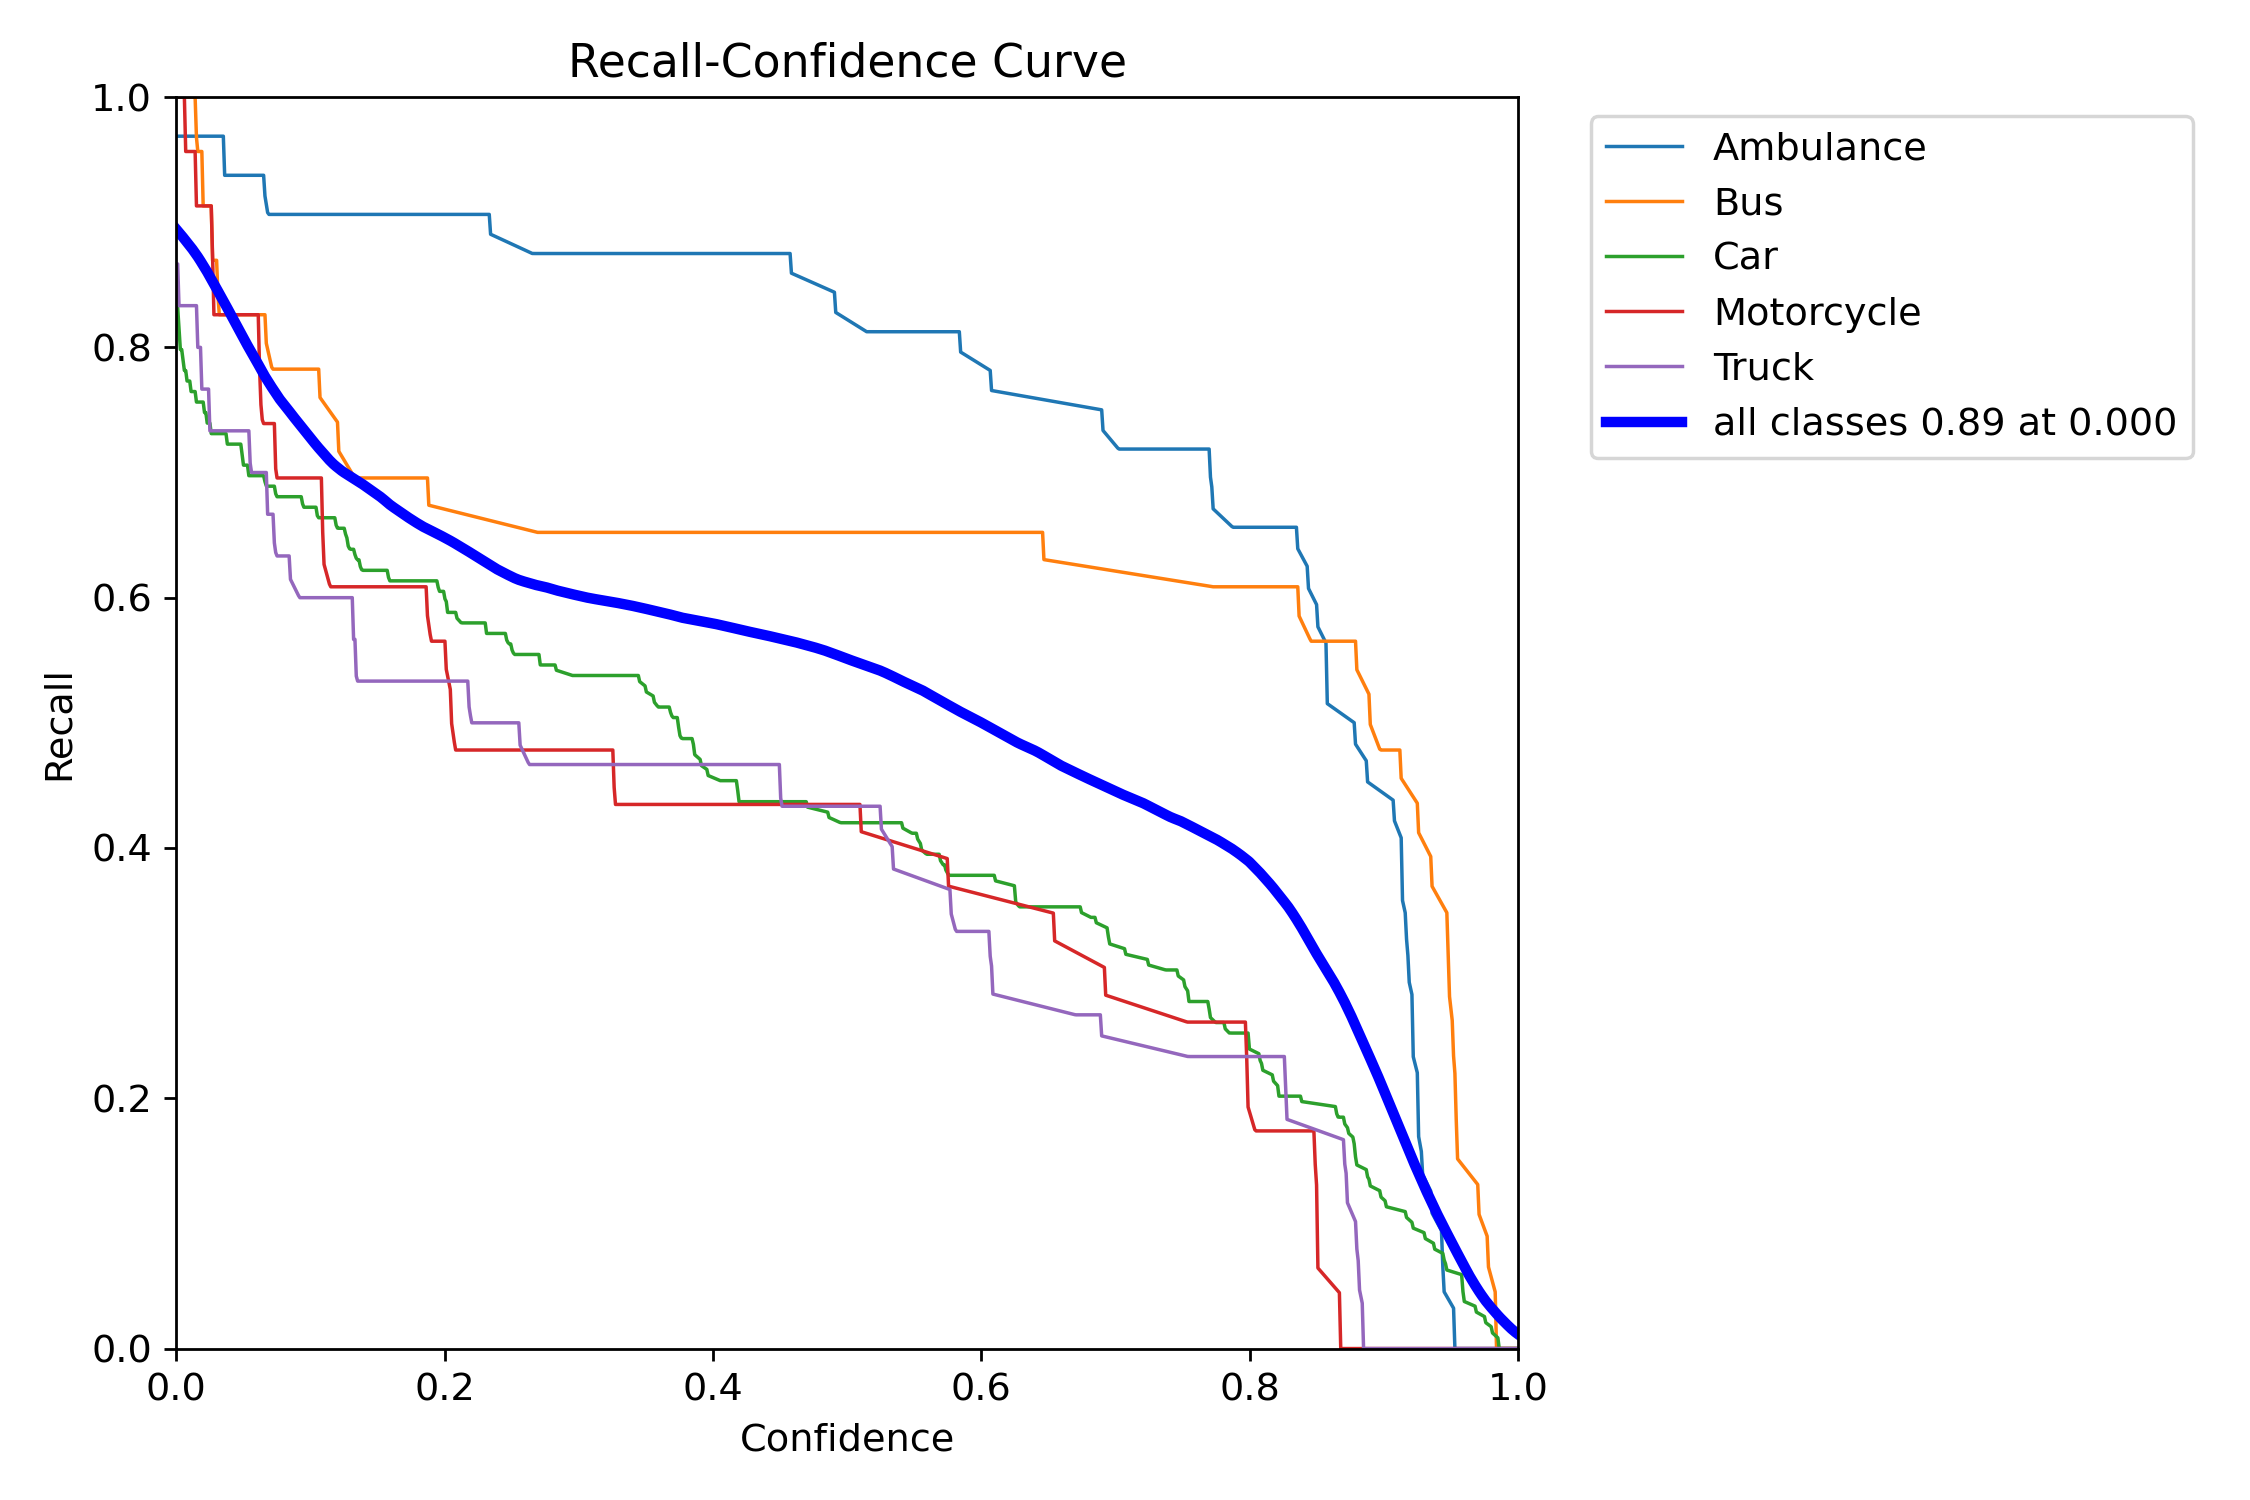 Recall-Confidence Curve
1.0
0.8
0.6
0.4
0.2
0.0
Recall
0.0 0.2 0.4 0.6 0.8 1.0
Confidence
Ambulance
Bus
Car
Motorcycle
Truck
all classes 0.89 at 0.000